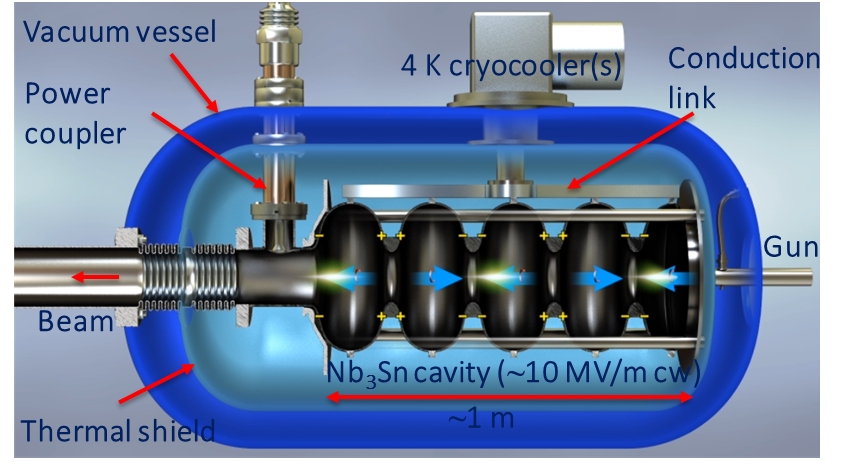 Vacuum vessel
4 K cryocooler(s)
Conduction
link
Power
coupler
Gun
Beam
Nb₃Sn cavity (~10 MV/m cw)
~1 m
Thermal shield